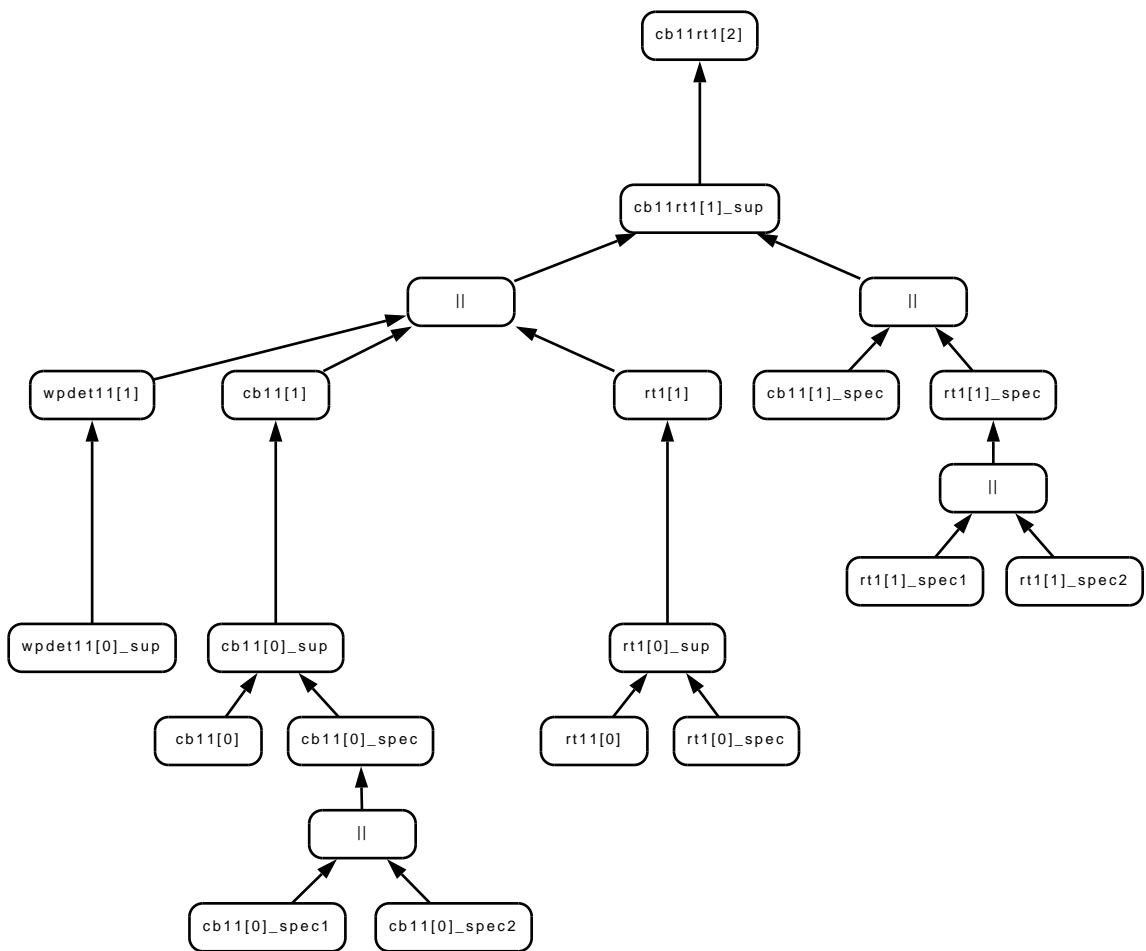 cb11rt1[2]
cb11rt1[1]_sup
||
||
wpdet11[1]
cb11[1]
rt1[1]
cb11[1]_spec
rt1[1]_spec
||
rt1[1]_spec1
rt1[1]_spec2
wpdet11[0]_sup
cb11[0]_sup
rt1[0]_sup
cb11[0]
cb11[0]_spec
rt11[0]
rt1[0]_spec
||
cb11[0]_spec1
cb11[0]_spec2